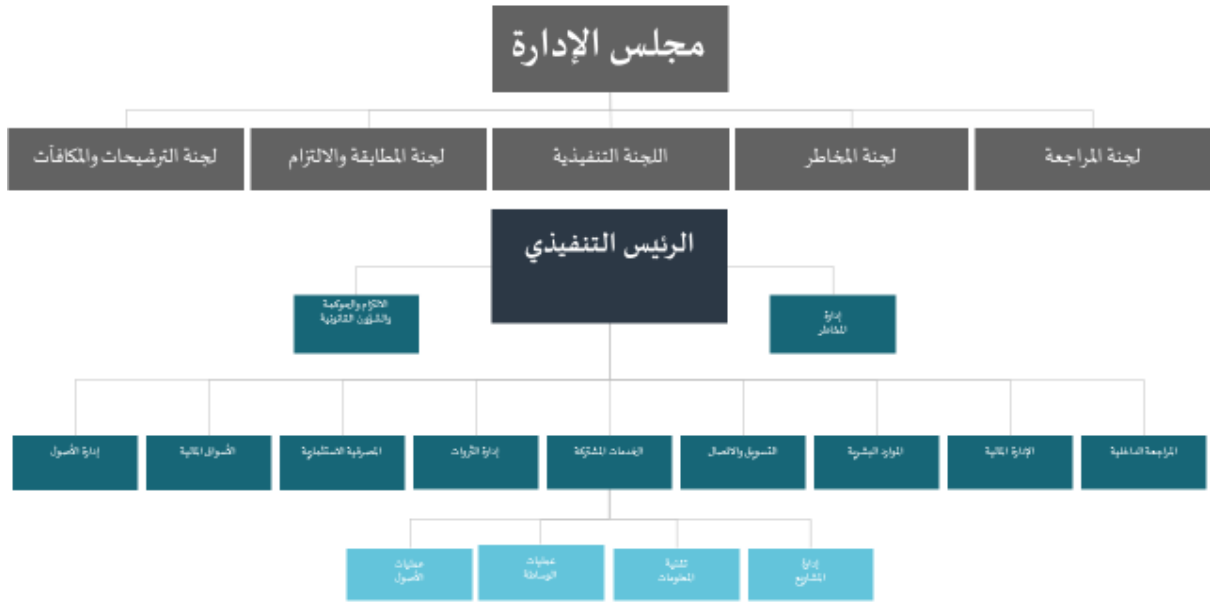 مجلس الإدارة
لجنة المراجعة
لجنة المخاطر
اللجنة التنفيذية
لجنة المطابقة والالتزام
لجنة الترشيحات والمكافآت
الرئيس التنفيذي
إدارة
المخاطر
الالتزام والحوكمة
والشؤون القانونية
المراجعة الداخلية
الإدارة المالية
الموارد البشرية
التسويق والاتصال
الخدمات المشتركة
إدارة الثروات
المصرفية الاستثمارية
الأسواق المالية
إدارة الأصول
إدارة
المشاريع
تقنية
المعلومات
عمليات
الوساطة
عمليات
الأصول